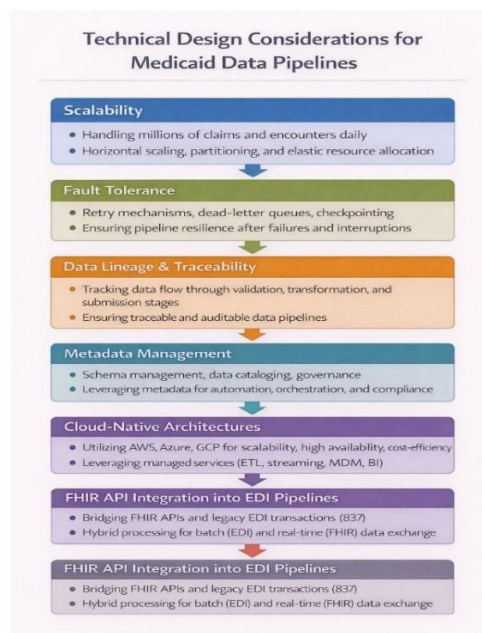 Technical Design Considerations for
Medicaid Data Pipelines
Scalability
• Handling millions of claims and encounters daily
• Horizontal scaling, partitioning, and elastic resource allocation
Fault Tolerance
• Retry mechanisms, dead-letter queues, checkpointing
• Ensuring pipeline resilience after failures and interruptions
Data Lineage & Traceability
• Tracking data flow through validation, transformation, and
submission stages
• Ensuring traceable and auditable data pipelines
Metadata Management
• Schema management, data cataloging, governance
• Leveraging metadata for automation, orchestration, and compliance
Cloud-Native Architectures
• Utilizing AWS, Azure, GCP for scalability, high availability, cost-efficiency
• Leveraging managed services (ETL, streaming, MDM, BI)
FHIR API Integration into EDI Pipelines
• Bridging FHIR APIs and legacy EDI transactions (837)
• Hybrid processing for batch (EDI) and real-time (FHIR) data exchange
FHIR API Integration into EDI Pipelines
• Bridging FHIR APIs and legacy EDI transactions (837)
• Hybrid processing for batch (EDI) and real-time (FHIR) data exchange